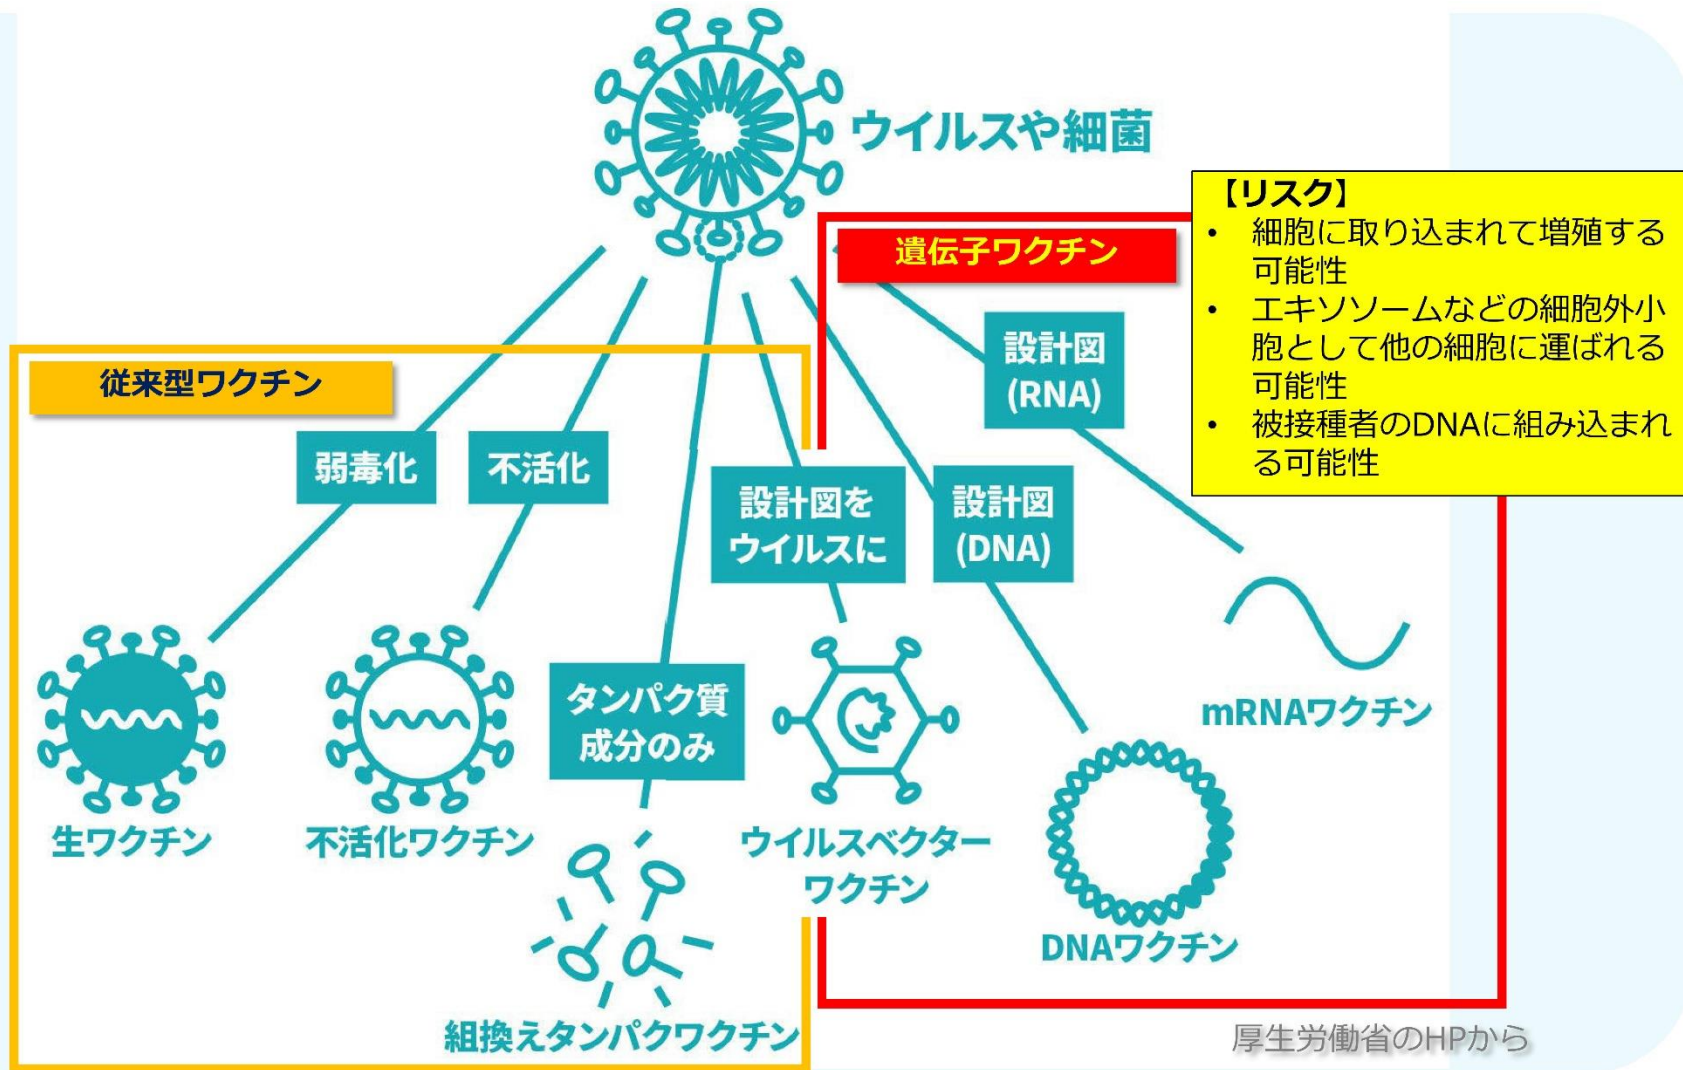 ウイルスや細菌
【リスク】
• 細胞に取り込まれて増殖する
可能性
• エキソソームなどの細胞外小
胞として他の細胞に運ばれる
可能性
• 被接種者のDNAに組み込まれ
る可能性
遺伝子ワクチン
従来型ワクチン
弱毒化
不活化
タンパク質
成分のみ
設計図を
ウイルスに
設計図
(DNA)
設計図
(RNA)
生ワクチン
不活化ワクチン
組換えタンパクワクチン
ウイルスベクター
ワクチン
DNAワクチン
mRNAワクチン
厚生労働省のHPから